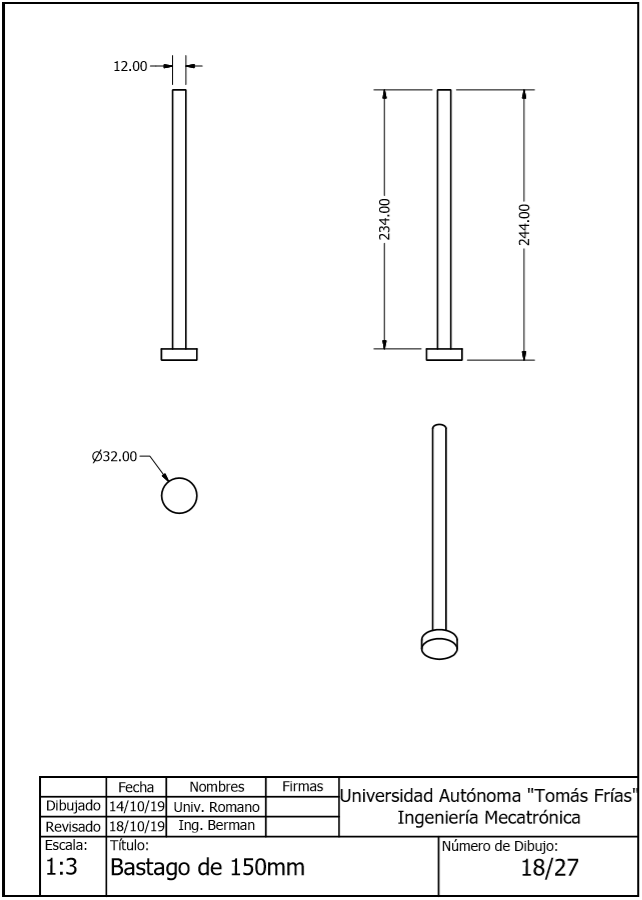 12.00
234.00
244.00
Ø32.00
Fecha Nombres Firmas
Dibujado 14/10/19 Univ. Romano
Revisado 18/10/19 Ing. Berman
Universidad Autónoma "Tomás Frías"
Ingeniería Mecatrónica
Escala:
1:3
Título:
Bastago de 150mm
Número de Dibujo:
18/27